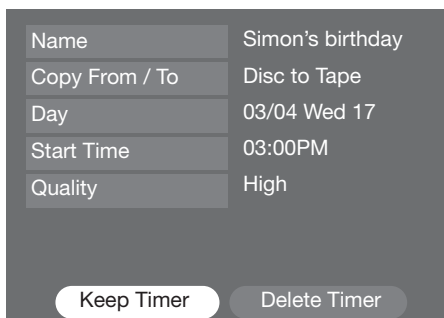 Name Simon's birthday
Copy From / To Disc to Tape
Day 03/04 Wed 17
Start Time 03:00PM
Quality High
Keep Timer Delete Timer